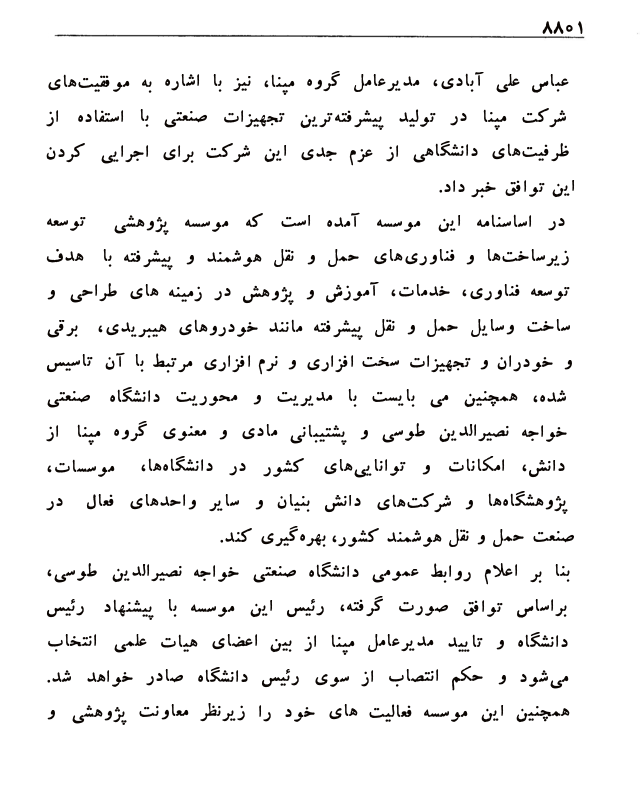 ۸۸۰۱
عباس علی آبادی، مدیرعامل گروه مپنا، نیز با اشاره به موفقیت‌های
شرکت مپنا در تولید پیشرفته‌ترین تجهیزات صنعتی با استفاده از
ظرفیت‌های دانشگاهی از عزم جدی این شرکت برای اجرایی کردن
این توافق خبر داد.
در اساسنامه این موسسه آمده است که موسسه پژوهشی توسعه
زیرساخت‌ها و فناوری‌های حمل و نقل هوشمند و پیشرفته با هدف
توسعه فناوری، خدمات، آموزش و پژوهش در زمینه های طراحی و
ساخت وسایل حمل و نقل پیشرفته مانند خودروهای هیبریدی، برقی
و خودران و تجهیزات سخت افزاری و نرم افزاری مرتبط با آن تاسیس
شده، همچنین می بایست با مدیریت و محوریت دانشگاه صنعتی
خواجه نصیرالدین طوسی و پشتیبانی مادی و معنوی گروه مپنا از
دانش، امکانات و توانایی‌های کشور در دانشگاه‌ها، موسسات،
پژوهشگاه‌ها و شرکت‌های دانش بنیان و سایر واحدهای فعال در
صنعت حمل و نقل هوشمند کشور، بهره‌گیری کند.
بنا بر اعلام روابط عمومی دانشگاه صنعتی خواجه نصیرالدین طوسی،
براساس توافق صورت گرفته، رئیس این موسسه با پیشنهاد رئیس
دانشگاه و تایید مدیرعامل مپنا از بین اعضای هیات علمی انتخاب
می‌شود و حکم انتصاب از سوی رئیس دانشگاه صادر خواهد شد.
همچنین این موسسه فعالیت های خود را زیرنظر معاونت پژوهشی و